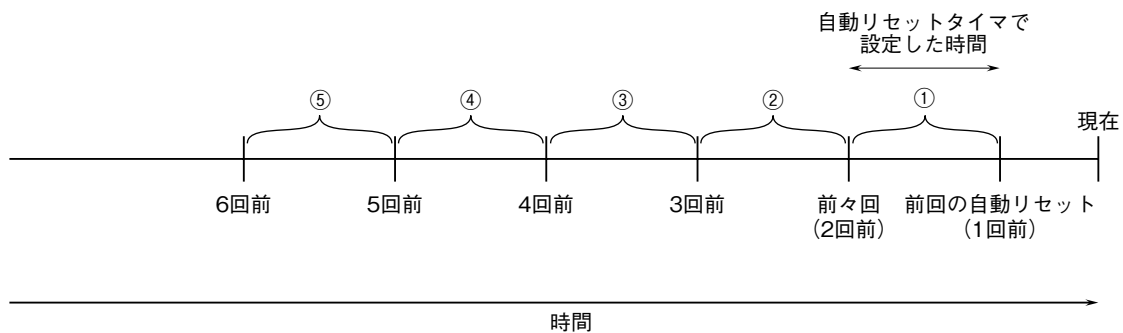 自動リセットタイマで
設定した時間
⑤ ④ ③ ② ①
現在
6回前 5回前 4回前 3回前 前々回 前回の自動リセット
(2回前) (1回前)
時間